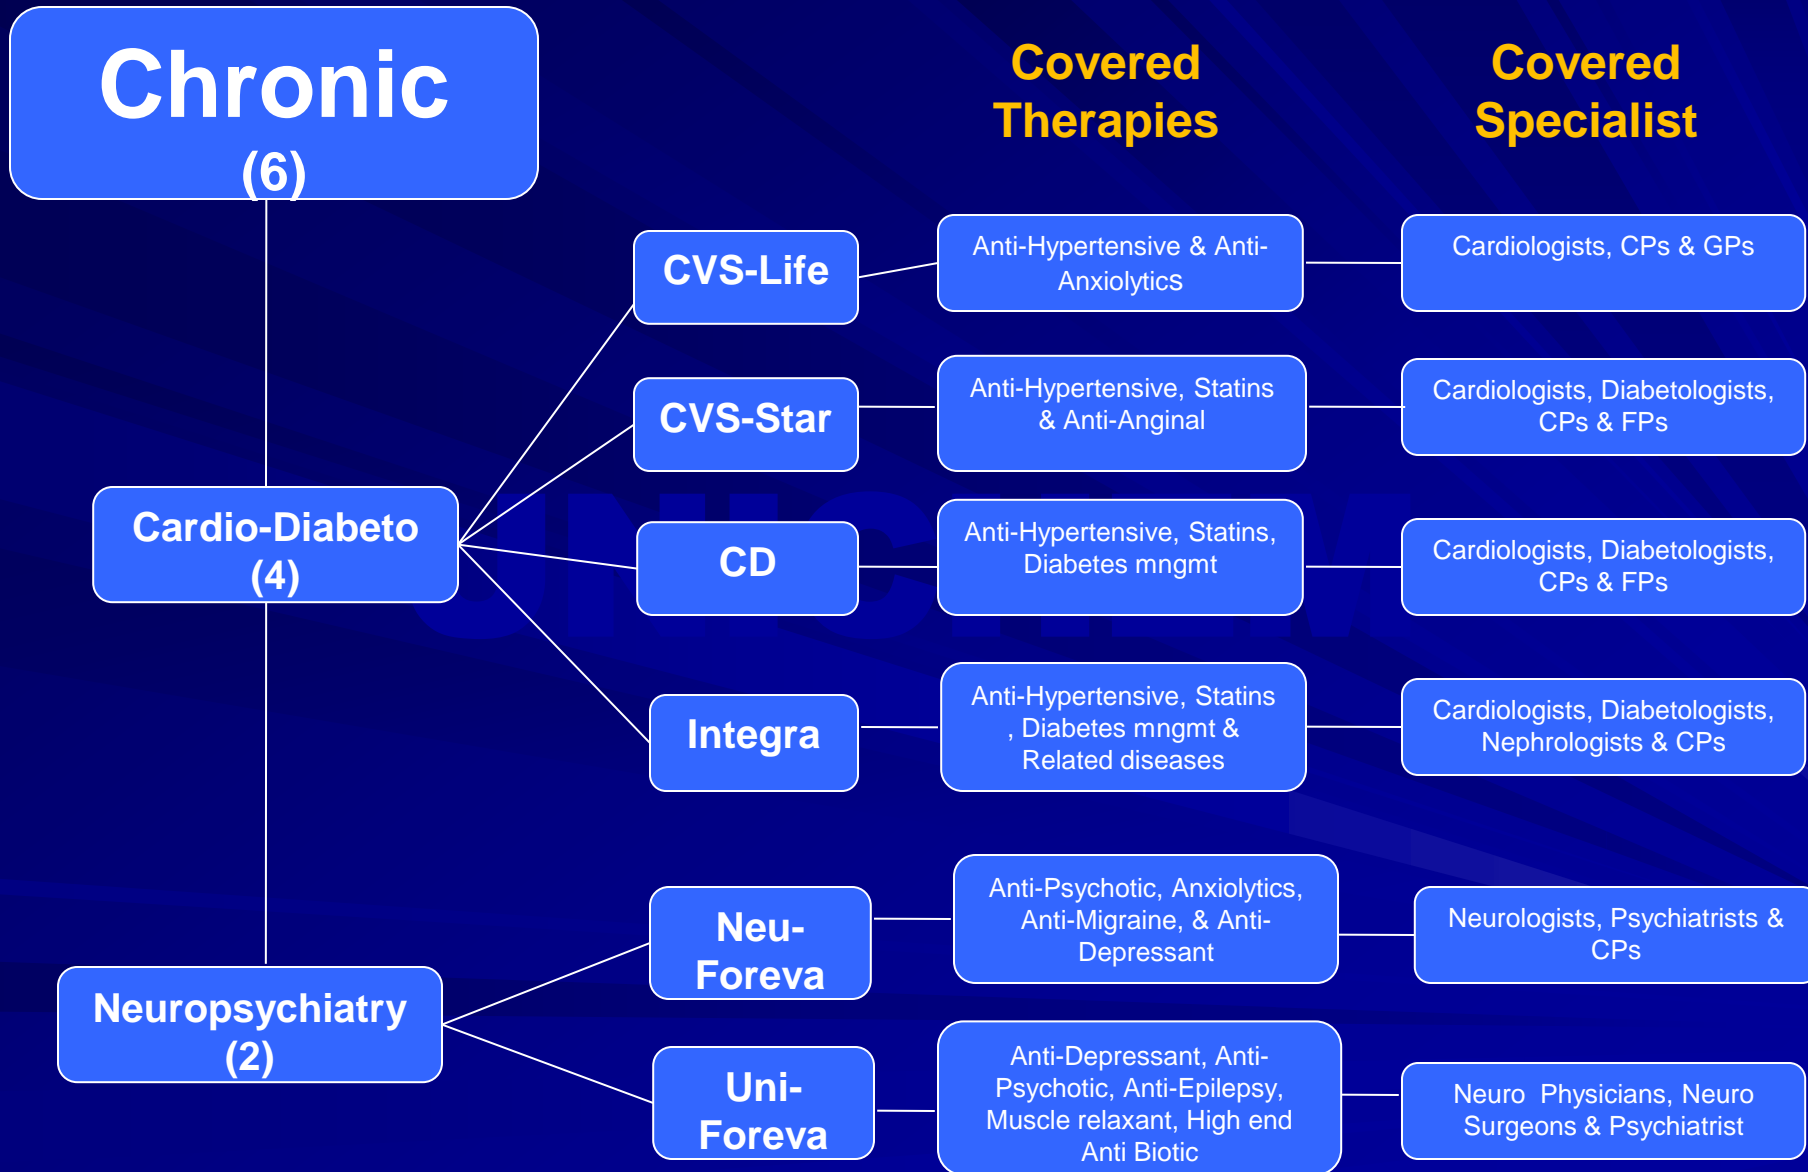 Chronic
(6)
Covered
Therapies
Covered
Specialist
CVS-Life
Anti-Hypertensive & Anti-
Anxiolytics
Cardiologists, CPs & GPs
CVS-Star
Anti-Hypertensive, Statins
& Anti-Anginal
Cardiologists, Diabetologists,
CPs & FPs
Cardio-Diabeto
(4)
CD
Anti-Hypertensive, Statins,
Diabetes mngmt
Cardiologists, Diabetologists,
CPs & FPs
UNICHEM
Integra
Anti-Hypertensive, Statins
, Diabetes mngmt &
Related diseases
Cardiologists, Diabetologists,
Nephrologists & CPs
Neuropsychiatry
(2)
Neu-
Foreva
Anti-Psychotic, Anxiolytics,
Anti-Migraine, & Anti-
Depressant
Neurologists, Psychiatrists &
CPs
Uni-
Foreva
Anti-Depressant, Anti-
Psychotic, Anti-Epilepsy,
Muscle relaxant, High end
Anti Biotic
Neuro  Physicians, Neuro
Surgeons & Psychiatrist